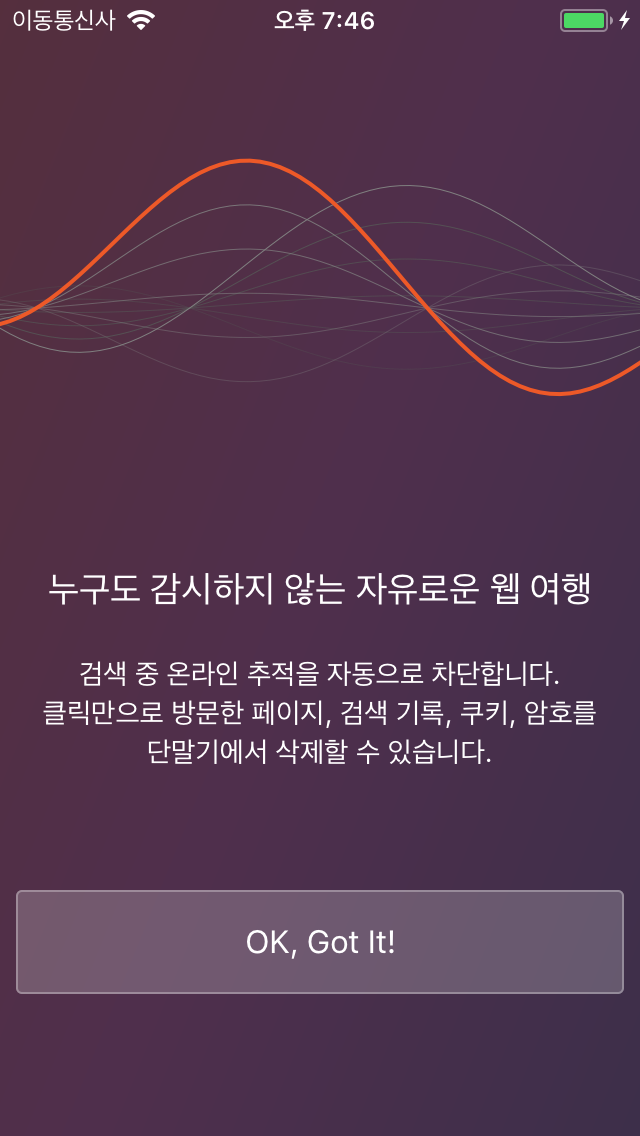 이동통신사 오후 7:46
누구도 감시하지 않는 자유로운 웹 여행
검색 중 온라인 추적을 자동으로 차단합니다.
클릭만으로 방문한 페이지, 검색 기록, 쿠키, 암호를
단말기에서 삭제할 수 있습니다.
OK, Got It!